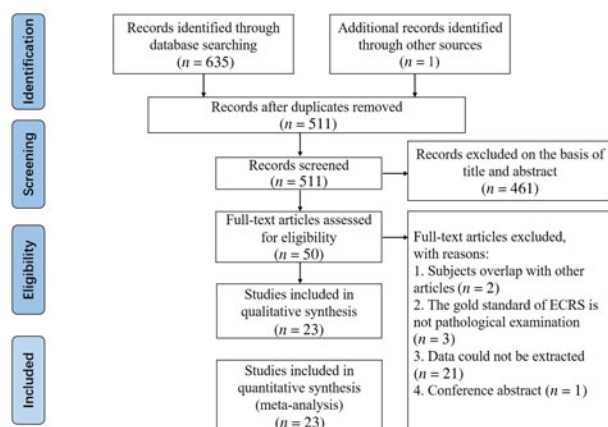 Identification
Records identified through
database searching
(n = 635)
Additional records identified
through other sources
(n = 1)
Records after duplicates removed
(n = 511)
Screening
Records screened
(n = 511)
Records excluded on the basis of
title and abstract
(n = 461)
Eligibility
Full-text articles assessed
for eligibility
(n = 50)
Full-text articles excluded,
with reasons:
1. Subjects overlap with other
articles (n = 2)
2. The gold standard of ECRS is
not pathological examination
(n = 3)
3. Data could not be extracted
(n = 21)
4. Conference abstract (n = 1)
Studies included in
qualitative synthesis
(n = 23)
Included
Studies included in
quantitative synthesis
(meta-analysis)
(n = 23)